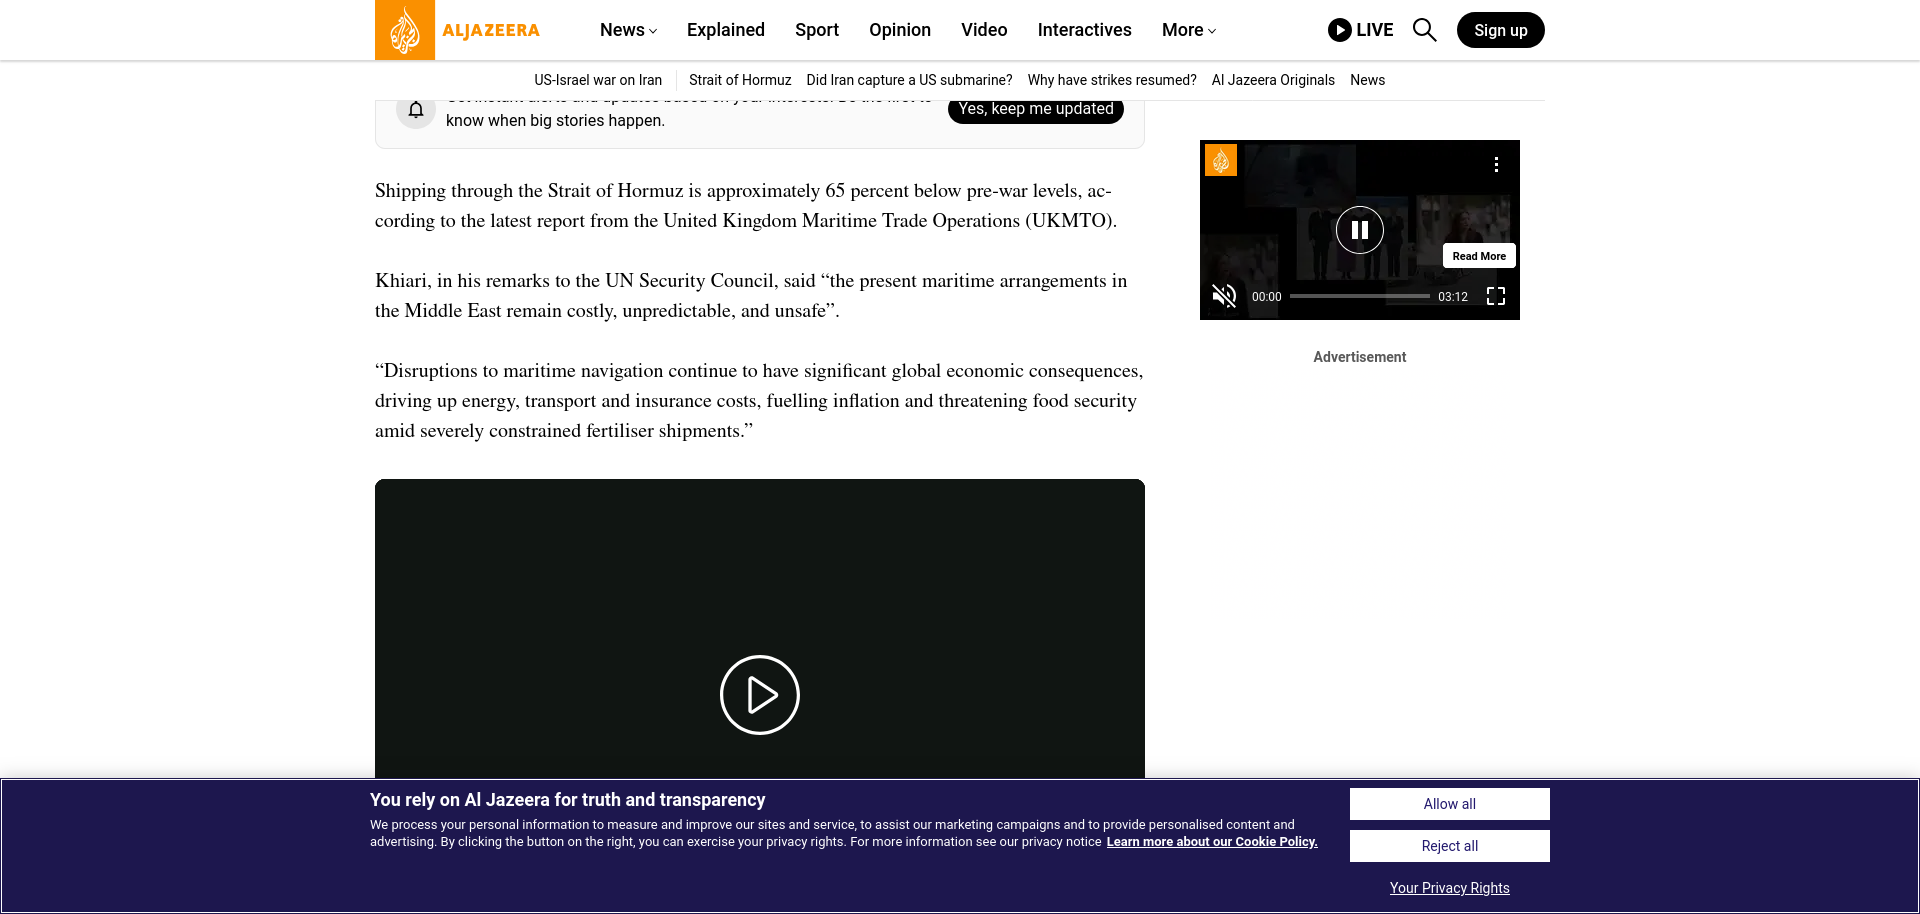 ALJAZEERA
News
Explained
Sport
Opinion
Video
Interactives
More
LIVE
Sign up
US-Israel war on Iran
Strait of Hormuz
Did Iran capture a US submarine?
Why have strikes resumed?
Al Jazeera Originals
News
know when big stories happen.
Yes, keep me updated
Shipping through the Strait of Hormuz is approximately 65 percent below pre-war levels, ac-
cording to the latest report from the United Kingdom Maritime Trade Operations (UKMTO).
Khiari, in his remarks to the UN Security Council, said “the present maritime arrangements in
the Middle East remain costly, unpredictable, and unsafe”.
“Disruptions to maritime navigation continue to have significant global economic consequences,
driving up energy, transport and insurance costs, fuelling inflation and threatening food security
amid severely constrained fertiliser shipments.”
Read More
00:00
03:12
Advertisement
You rely on Al Jazeera for truth and transparency
We process your personal information to measure and improve our sites and service, to assist our marketing campaigns and to provide personalised content and
advertising. By clicking the button on the right, you can exercise your privacy rights. For more information see our privacy notice Learn more about our Cookie Policy.
Allow all
Reject all
Your Privacy Rights